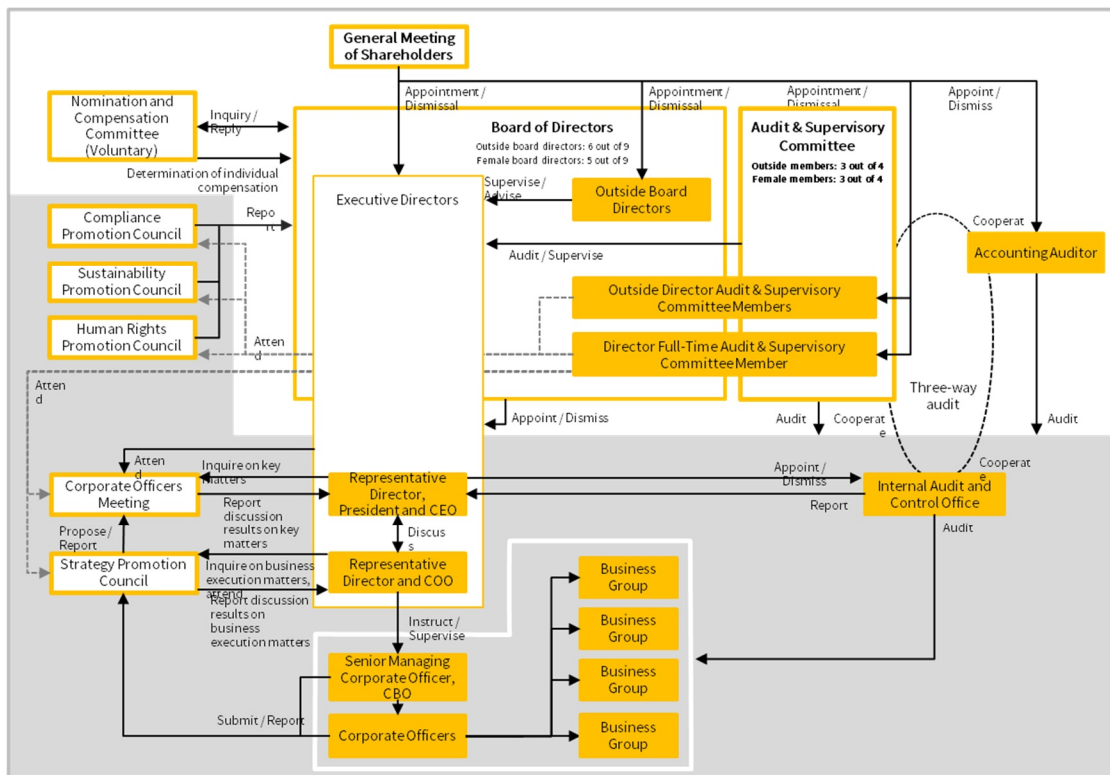 General Meeting
of Shareholders
Appointment /
Dismissal
Appointment /
Dismissal
Appointment /
Dismissal
Appoint /
Dismiss
Nomination and
Compensation
Committee
(Voluntary)
Inquiry /
Reply
Determination of individual
compensation
Board of Directors
Outside board directors: 6 out of 9
Female board directors: 5 out of 9
Audit & Supervisory
Committee
Outside members: 3 out of 4
Female members: 3 out of 4
Executive Directors
Supervise /
Advise
Outside Board
Directors
Compliance
Promotion Council
Repo
rt
Cooperat
Accounting Auditor
Audit / Supervise
Sustainability
Promotion Council
Outside Director Audit & Supervisory
Committee Members
Human Rights
Promotion Council
Atten
d
Director Full-Time Audit & Supervisory
Committee Member
Three-way
audit
Atten
d
Appoint / Dismiss
Audit
Cooperat
e
Audit
Atten
d
Inquire on key
matters
Corporate Officers
Meeting
Report
discussion
results on key
matters
Representative
Director,
President and CEO
Appoint /
Dismiss
Report
Cooperat
e
Internal Audit and
Control Office
Audit
Propose /
Report
Discus
s
Strategy Promotion
Council
Inquire on business
execution matters,
attend
Report discussion
results on
business
execution matters
Representative
Director and COO
Business
Group
Instruct /
Supervise
Business
Group
Senior Managing
Corporate Officer,
CBO
Business
Group
Submit / Report
Corporate Officers
Business
Group